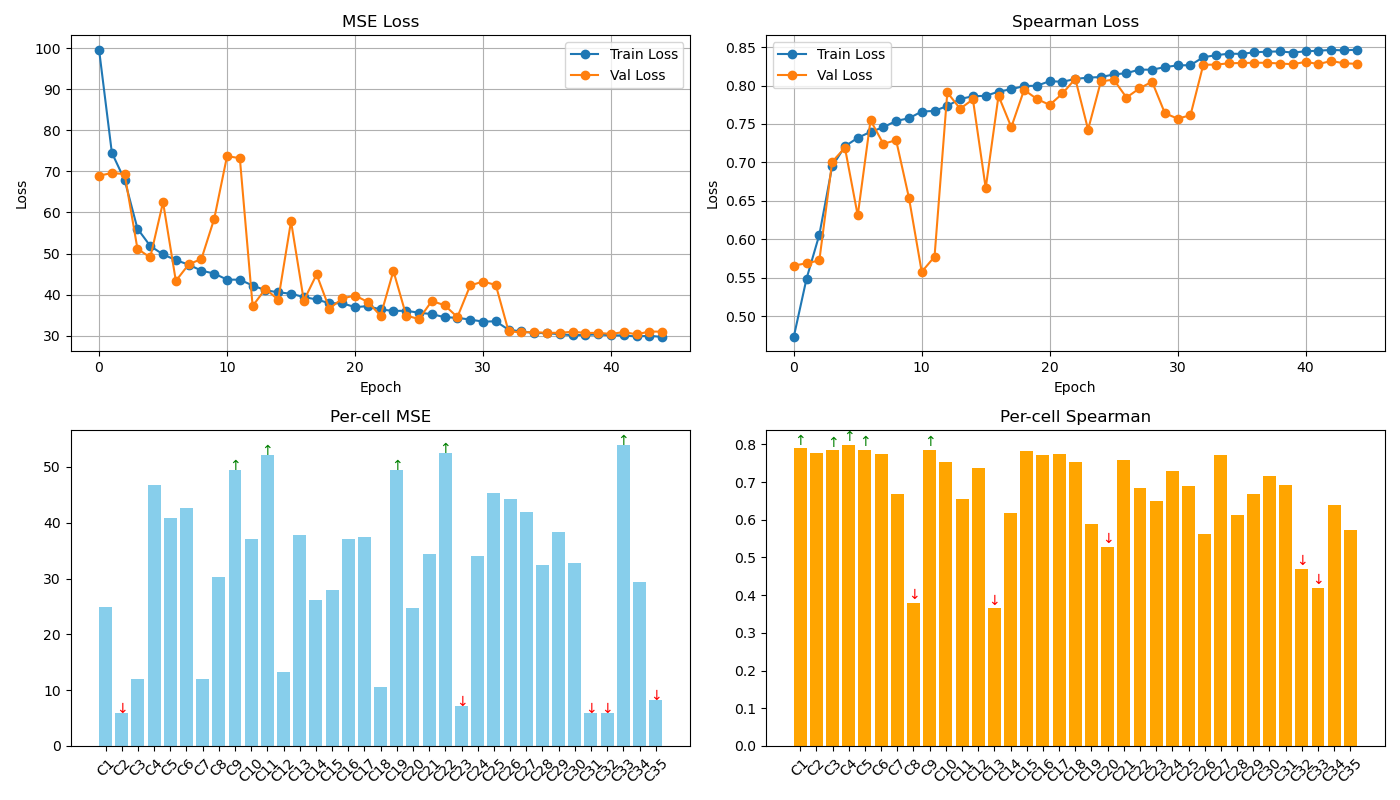 MSE Loss
100
90
80
70
60
50
40
30
Loss
Train Loss
Val Loss
0 10 20 30 40
Epoch
Spearman Loss
0.85
0.80
0.75
0.70
0.65
0.60
0.55
0.50
Loss
Train Loss
Val Loss
0 10 20 30 40
Epoch
Per-cell MSE
50
40
30
20
10
0
↓ ↑ ↑ ↑ ↑ ↓ ↓ ↓ ↑ ↓
C1 C2 C3 C4 C5 C6 C7 C8 C9 C10 C11 C12 C13 C14 C15 C16 C17 C18 C19 C20 C21 C22 C23 C24 C25 C26 C27 C28 C29 C30 C31 C32 C33 C34 C35
Per-cell Spearman
0.8
0.7
0.6
0.5
0.4
0.3
0.2
0.1
0.0
↑ ↑ ↑ ↑ ↓ ↑ ↓ ↓ ↓ ↓
C1 C2 C3 C4 C5 C6 C7 C8 C9 C10 C11 C12 C13 C14 C15 C16 C17 C18 C19 C20 C21 C22 C23 C24 C25 C26 C27 C28 C29 C30 C31 C32 C33 C34 C35